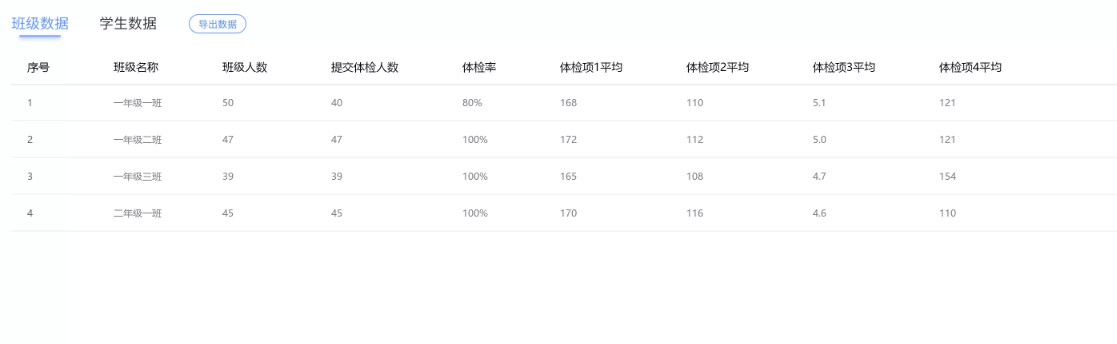 班级数据 学生数据 导出数据
序号 班级名称 班级人数 提交体检人数 体检率 体检项1平均 体检项2平均 体检项3平均 体检项4平均
1 一年级一班 50 40 80% 168 110 5.1 121
2 一年级二班 47 47 100% 172 112 5.0 121
3 一年级三班 39 39 100% 165 108 4.7 154
4 二年级一班 45 45 100% 170 116 4.6 110